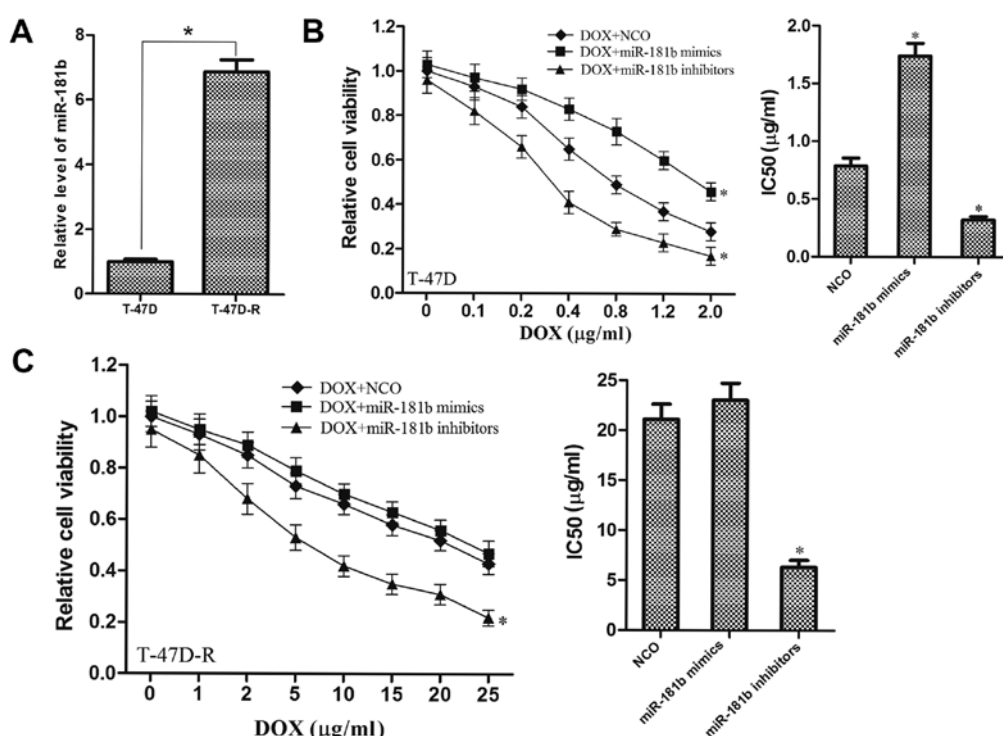 A
Relative level of miR-181b
8
6
4
2
0
*
T-47D
T-47D-R
B
Relative cell viability
1.2
1.0
0.8
0.6
0.4
0.2
0.0
DOX+NCO
DOX+miR-181b mimics
DOX+miR-181b inhibitors
*
*
T-47D
0 0.1 0.2 0.4 0.8 1.2 2.0
DOX (μg/ml)
IC50 (μg/ml)
2.0
1.5
1.0
0.5
0.0
*
*
NCO
miR-181b mimics
miR-181b inhibitors
C
Relative cell viability
1.2
1.0
0.8
0.6
0.4
0.2
0.0
DOX+NCO
DOX+miR-181b mimics
DOX+miR-181b inhibitors
*
T-47D-R
0 1 2 5 10 15 20 25
DOX (μg/ml)
IC50 (μg/ml)
25
20
15
10
5
0
*
NCO
miR-181b mimics
miR-181b inhibitors